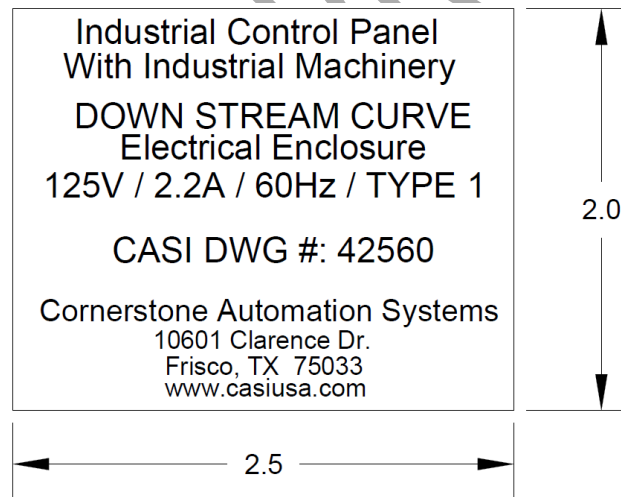 Industrial Control Panel
With Industrial Machinery
DOWN STREAM CURVE
Electrical Enclosure
125V / 2.2A / 60Hz / TYPE 1
CASI DWG #: 42560
Cornerstone Automation Systems
10601 Clarence Dr.
Frisco, TX  75033
www.casiusa.com
2.0
2.5